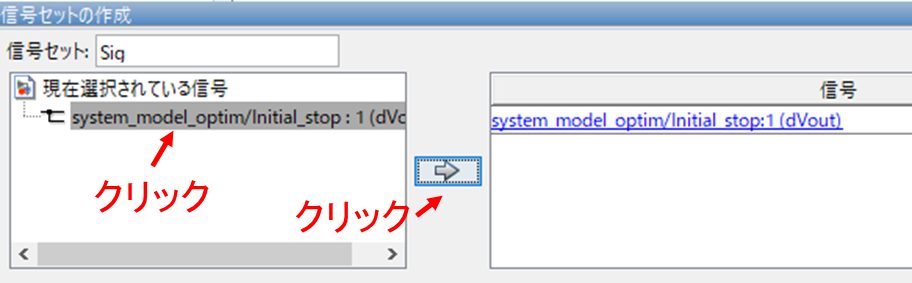 信号セットの作成
信号セット: Sig
現在選択されている信号
system_model_optim/Initial_stop : 1 (dVo
クリック
クリック
信号
system_model_optim/Initial_stop:1 (dVout)